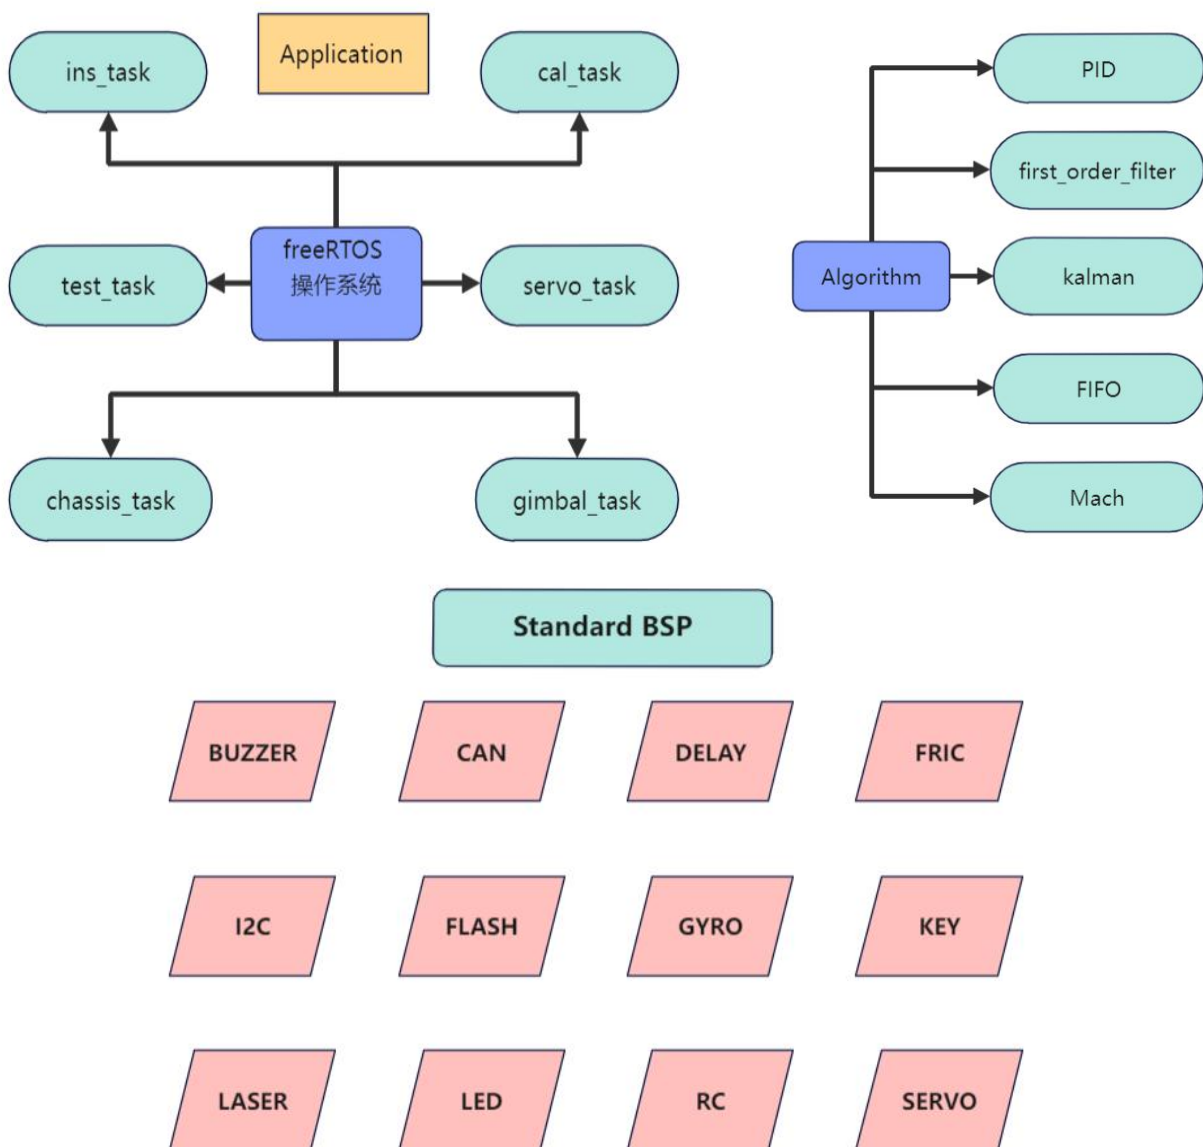 Application
ins_task
cal_task
freeRTOS
操作系统
test_task
servo_task
chassis_task
gimbal_task
Algorithm
PID
first_order_filter
kalman
FIFO
Mach
Standard BSP
BUZZER
CAN
DELAY
FRIC
I2C
FLASH
GYRO
KEY
LASER
LED
RC
SERVO